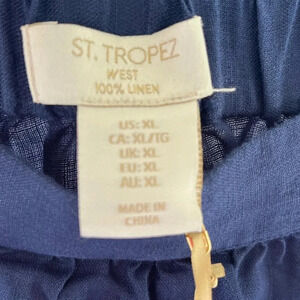 ST. TROPEZ
WEST
100% LINEN
US: XL
CA: XL/TG
UK: XL
EU: XL
AU: XL
MADE IN
CHINA